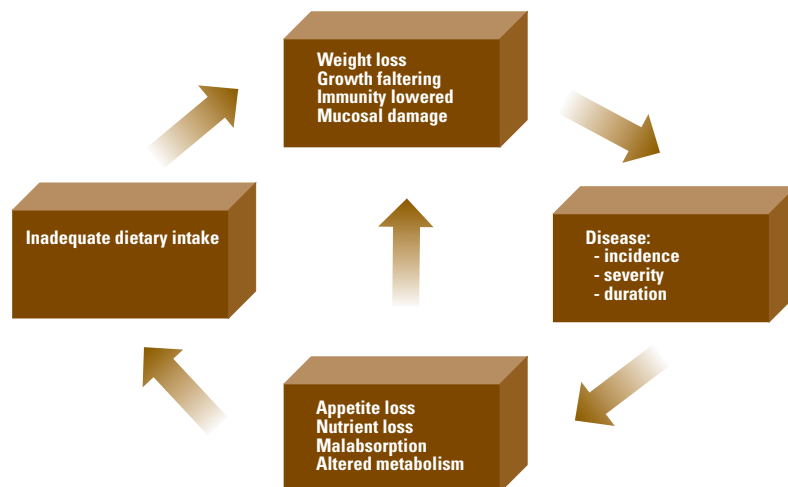 Weight loss
Growth faltering
Immunity lowered
Mucosal damage
Inadequate dietary intake
Disease:
- incidence
- severity
- duration
Appetite loss
Nutrient loss
Malabsorption
Altered metabolism